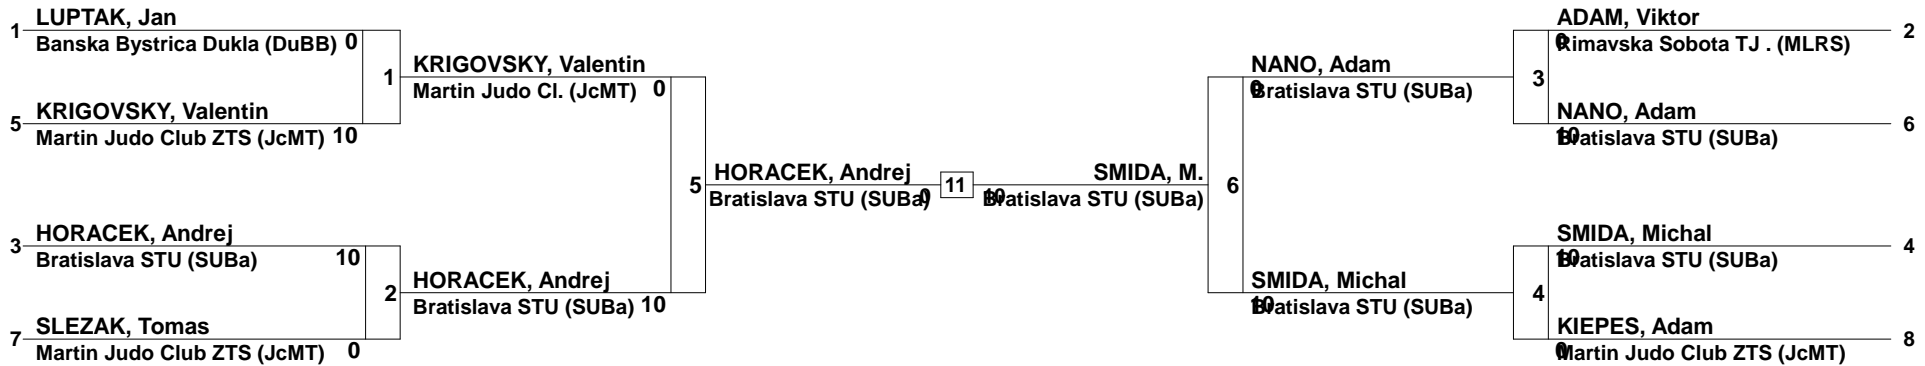 LUPTAK, Jan
1
Banska Bystrica Dukla (DuBB) 0
1
KRIGOVSKY, Valentin
5
Martin Judo Club ZTS (JcMT) 10
KRIGOVSKY, Valentin
Martin Judo Cl. (JcMT) 0
HORACEK, Andrej
3
Bratislava STU (SUBa) 10
2
SLEZAK, Tomas
7
Martin Judo Club ZTS (JcMT) 0
HORACEK, Andrej
Bratislava STU (SUBa) 10
5
HORACEK, Andrej
Bratislava STU (SUBa) 0
11
SMIDA, M.
10 Bratislava STU (SUBa)
6
NANO, Adam
0 Bratislava STU (SUBa)
SMIDA, Michal
10 Bratislava STU (SUBa)
ADAM, Viktor
2
0 Rimavska Sobota TJ . (MLRS)
3
NANO, Adam
6
10 Bratislava STU (SUBa)
SMIDA, Michal
4
10 Bratislava STU (SUBa)
4
KIEPES, Adam
8
0 Martin Judo Club ZTS (JcMT)